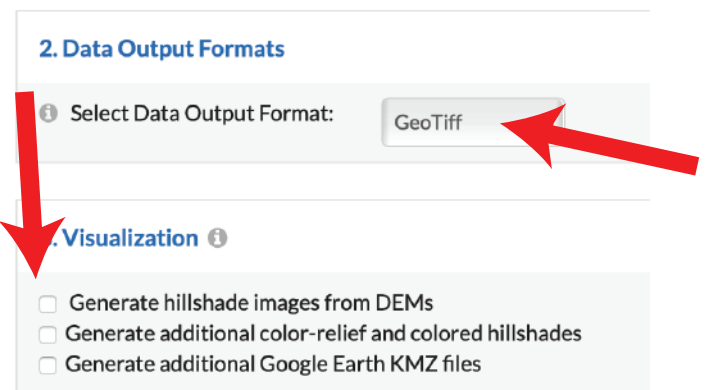 2. Data Output Formats
Select Data Output Format:
GeoTiff
. Visualization
Generate hillshade images from DEMs
Generate additional color-relief and colored hillshades
Generate additional Google Earth KMZ files